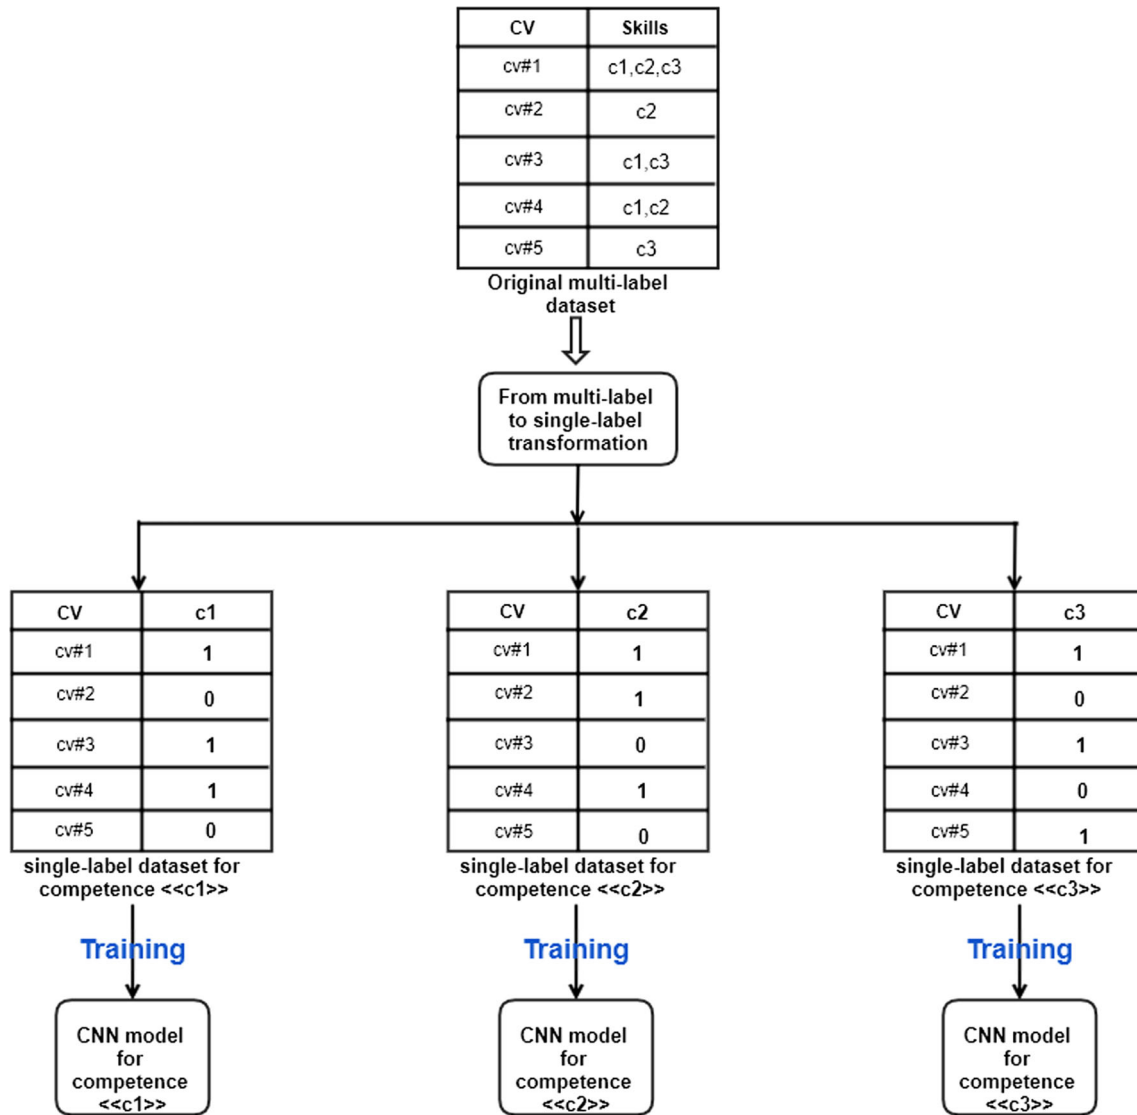 CV Skills
cv#1 c1,c2,c3
cv#2 c2
cv#3 c1,c3
cv#4 c1,c2
cv#5 c3
Original multi-label
dataset
From multi-label
to single-label
transformation
CV c1
cv#1 1
cv#2 0
cv#3 1
cv#4 1
cv#5 0
single-label dataset for
competence <<c1>>
Training
CNN model
for
competence
<<c1>>
CV c2
cv#1 1
cv#2 1
cv#3 0
cv#4 1
cv#5 0
single-label dataset for
competence <<c2>>
Training
CNN model
for
competence
<<c2>>
CV c3
cv#1 1
cv#2 0
cv#3 1
cv#4 0
cv#5 1
single-label dataset for
competence <<c3>>
Training
CNN model
for
competence
<<c3>>